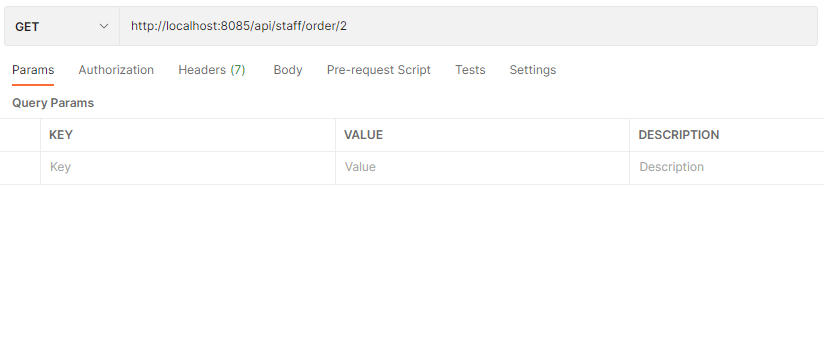 GET http://localhost:8085/api/staff/order/2
Params Authorization Headers (7) Body Pre-request Script Tests Settings
Query Params
KEY VALUE DESCRIPTION
Key Value Description